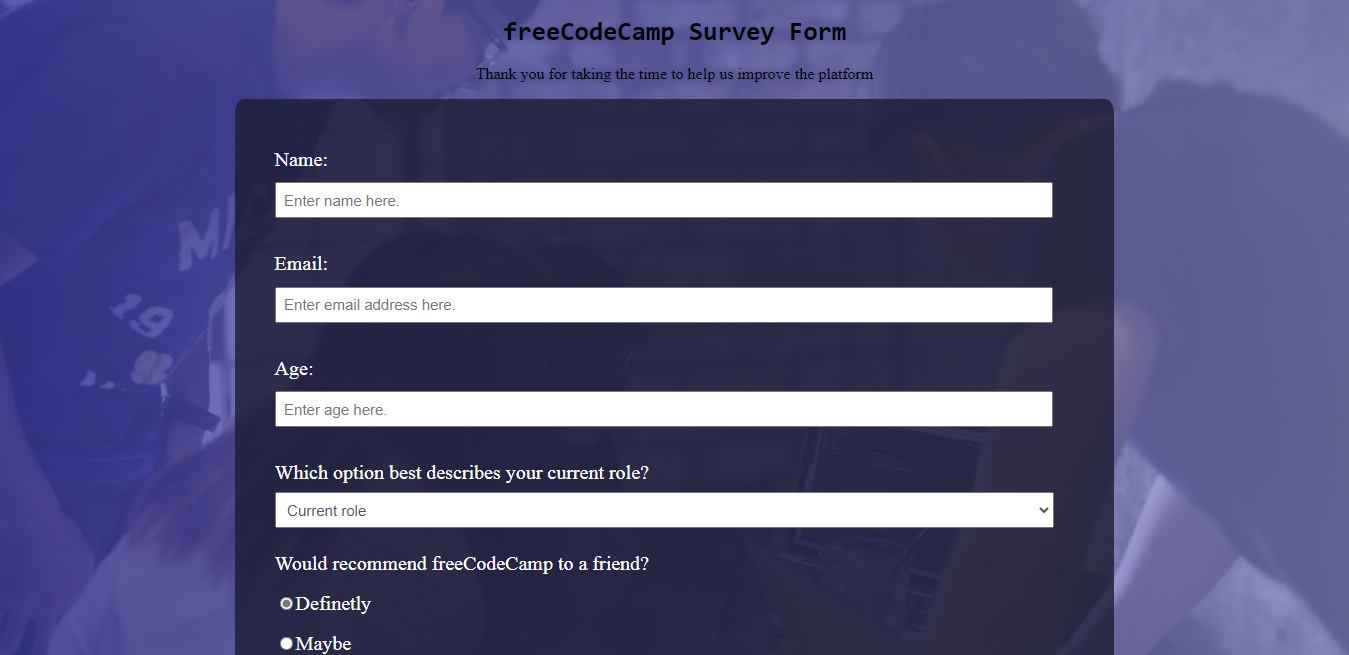 freeCodeCamp Survey Form
Thank you for taking the time to help us improve the platform
Name:
Enter name here.
Email:
Enter email address here.
Age:
Enter age here.
Which option best describes your current role?
Current role
Would recommend freeCodeCamp to a friend?
Definetly
Maybe
19